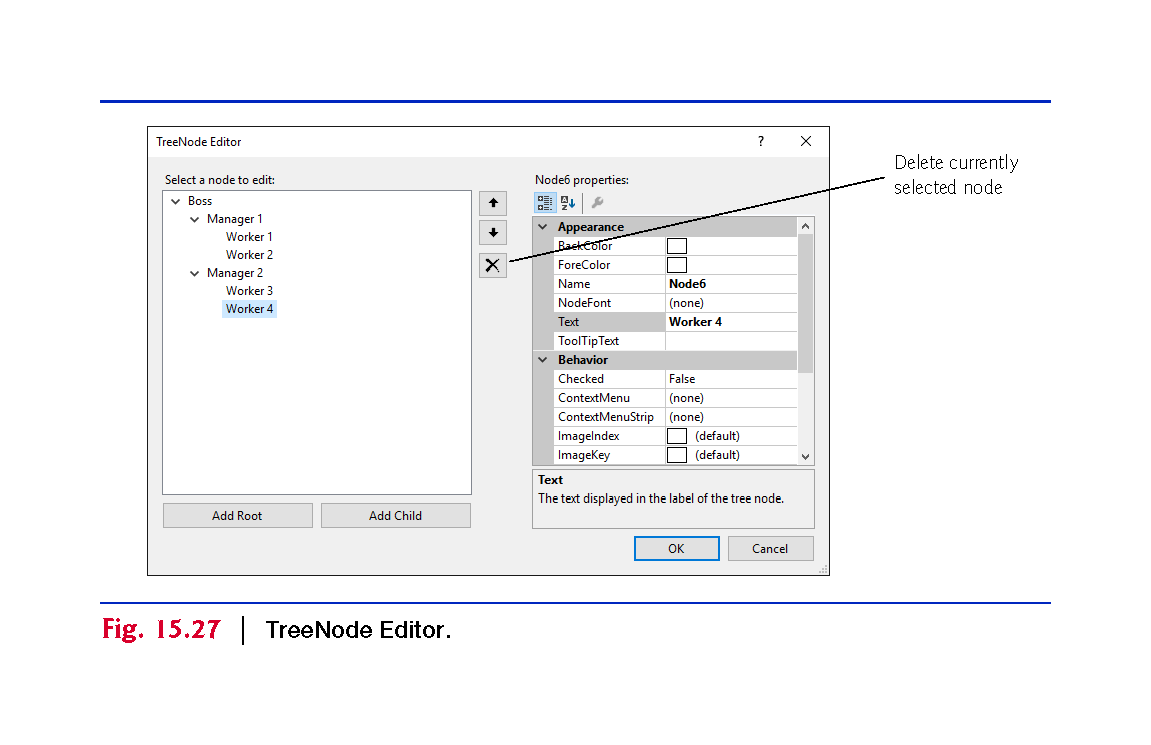 TreeNode Editor
?
Select a node to edit:
Boss
Manager 1
Worker 1
Worker 2
Manager 2
Worker 3
Worker 4
Add Root
Add Child
Node6 properties:
Appearance
BackColor
ForeColor
Name Node6
NodeFont (none)
Text Worker 4
ToolTipText
Behavior
Checked False
ContextMenu (none)
ContextMenuStrip (none)
ImageIndex (default)
ImageKey (default)
Text
The text displayed in the label of the tree node.
OK
Cancel
Delete currently
selected node
Fig. 15.27 | TreeNode Editor.